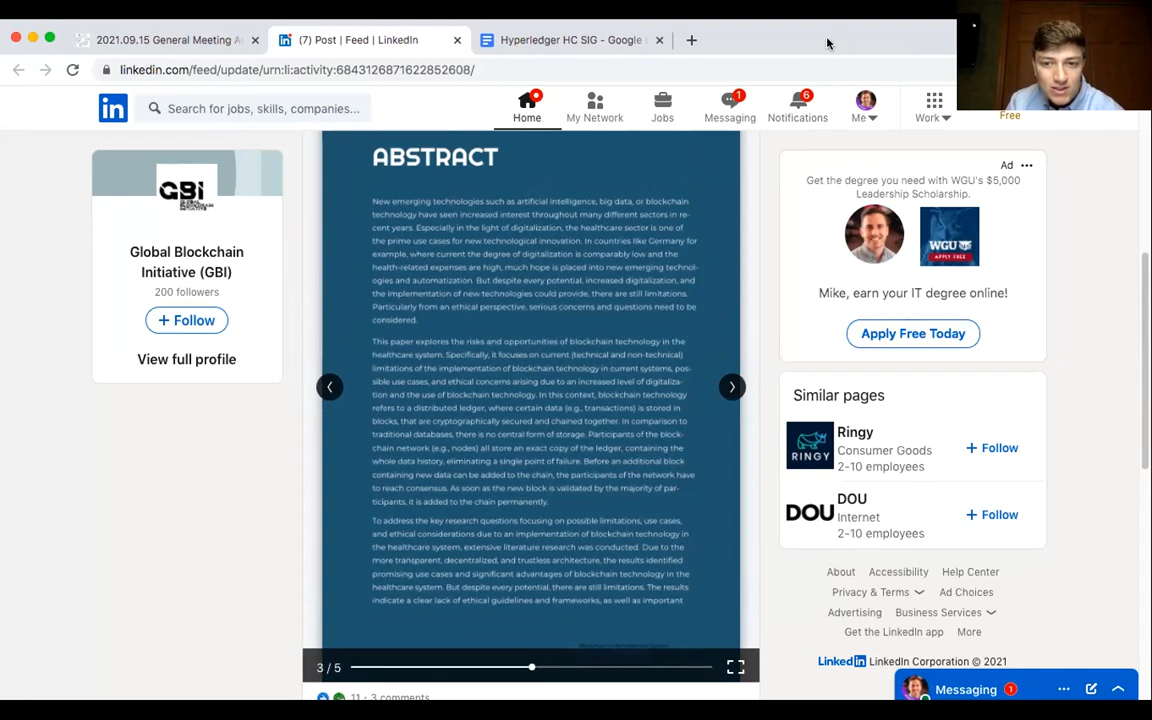 2021.09.15 General Meeting A
(7) Post | Feed | LinkedIn
Hyperledger HC SIG - Google
linkedin.com/feed/update/urn:li:activity:6843126871622852608/
in
Search for jobs, skills, companies...
Home
My Network
Jobs
1
Messaging
6
Notifications
Me
Work
Free
GBi
GLOBAL
BLOCKCHAIN
INITIATIVE
Global Blockchain
Initiative (GBI)
200 followers
+ Follow
View full profile
ABSTRACT
New emerging technologies such as artificial intelligence, big data, or blockchain
technology have seen increased interest throughout many different sectors in re-
cent years. Especially in the light of digitalization, the healthcare sector is one of
the prime use cases for new technological innovation. In countries like Germany for
example, where current the degree of digitalization is comparably low and the
health-related expenses are high, much hope is placed into new emerging technol-
ogies and automatization. But despite every potential, increased digitalization, and
the implementation of new technologies could provide, there are still limitations.
Particularly from an ethical perspective, serious concerns and questions need to be
considered.
This paper explores the risks and opportunities of blockchain technology in the
healthcare system. Specifically, it focuses on current (technical and non-technical)
limitations of the implementation of blockchain technology in current systems, pos-
sible use cases, and ethical concerns arising due to an increased level of digitaliza-
tion and the use of blockchain technology. In this context, blockchain technology
refers to a distributed ledger, where certain data (e.g., transactions) is stored in
blocks, that are cryptographically secured and chained together. In comparison to
traditional databases, there is no central form of storage. Participants of the block-
chain network (e.g., nodes) all store an exact copy of the ledger, containing the
whole data history, eliminating a single point of failure. Before an additional block
containing new data can be added to the chain, the participants of the network have
to reach consensus. As soon as the new block is validated by the majority of par-
ticipants, it is added to the chain permanently.
To address the key research questions focusing on possible limitations, use cases,
and ethical considerations due to an implementation of blockchain technology in
the healthcare system, extensive literature research was conducted. Due to the
more transparent, decentralized, and trustless architecture, the results identified
promising use cases and significant advantages of blockchain technology in the
healthcare system. But despite every potential, there are still limitations. The results
indicate a clear lack of ethical guidelines and frameworks, as well as important
3 / 5
11 · 3 comments
Ad
Get the degree you need with WGU's $5,000
Leadership Scholarship.
WGU
APPLY FREE
Mike, earn your IT degree online!
Apply Free Today
Similar pages
RINGY
Ringy
Consumer Goods
2-10 employees
+ Follow
DOU
DOU
Internet
2-10 employees
+ Follow
About Accessibility Help Center
Privacy & Terms Ad Choices
Advertising Business Services
Get the LinkedIn app More
LinkedIn LinkedIn Corporation © 2021
Messaging 1